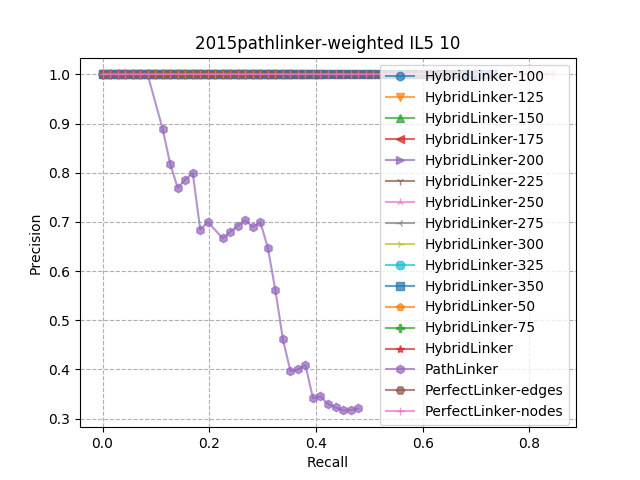 2015pathlinker-weighted IL5 10
1.0
0.9
0.8
0.7
0.6
0.5
0.4
0.3
Precision
0.0
0.2
0.4
0.6
0.8
Recall
HybridLinker-100
HybridLinker-125
HybridLinker-150
HybridLinker-175
HybridLinker-200
HybridLinker-225
HybridLinker-250
HybridLinker-275
HybridLinker-300
HybridLinker-325
HybridLinker-350
HybridLinker-50
HybridLinker-75
HybridLinker
PathLinker
PerfectLinker-edges
PerfectLinker-nodes